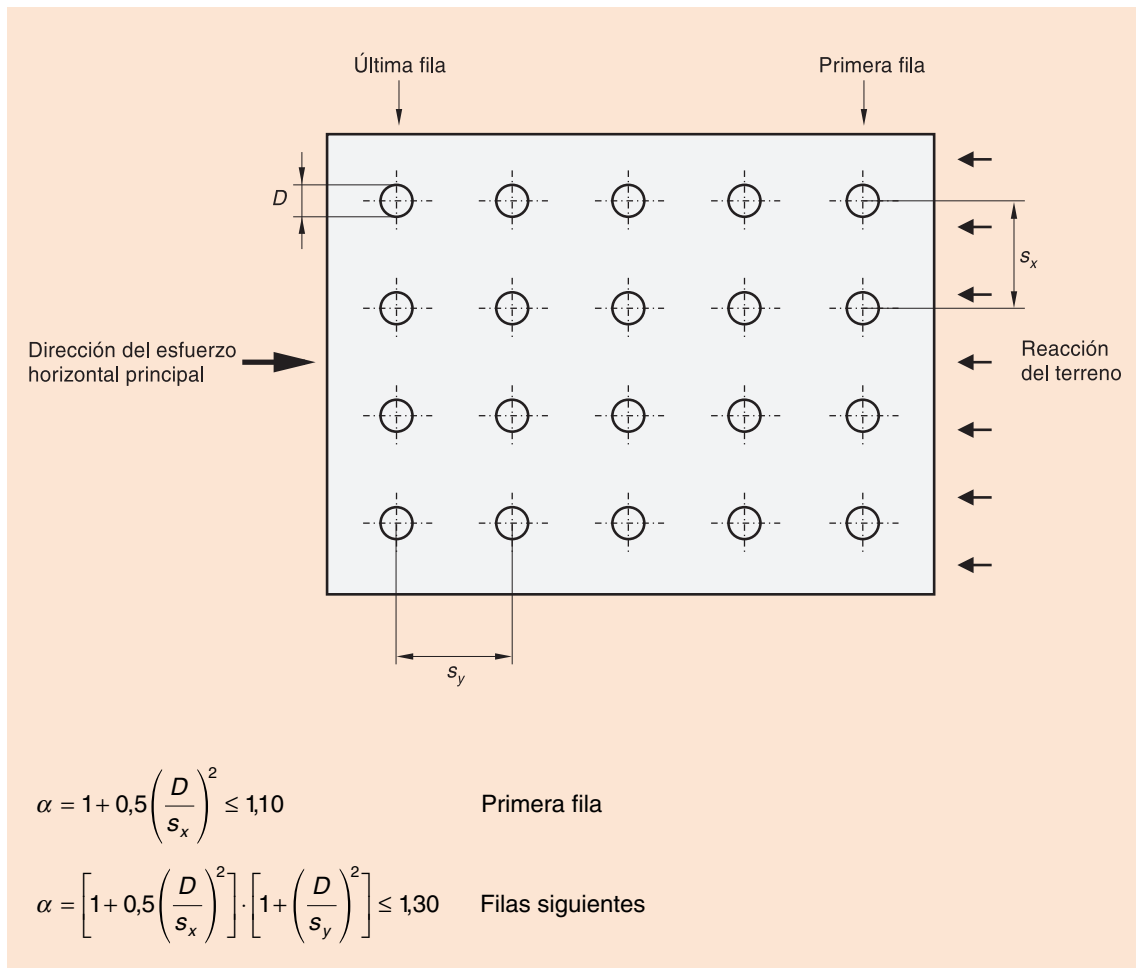 Última fila
Primera fila
D
s_x
Dirección del esfuerzo
horizontal principal
Reacción
del terreno
s_y
α = 1 + 0,5 (D / s_x)² ≤ 1,10 Primera fila
α = [1 + 0,5 (D / s_x)²] · [1 + (D / s_y)²] ≤ 1,30 Filas siguientes